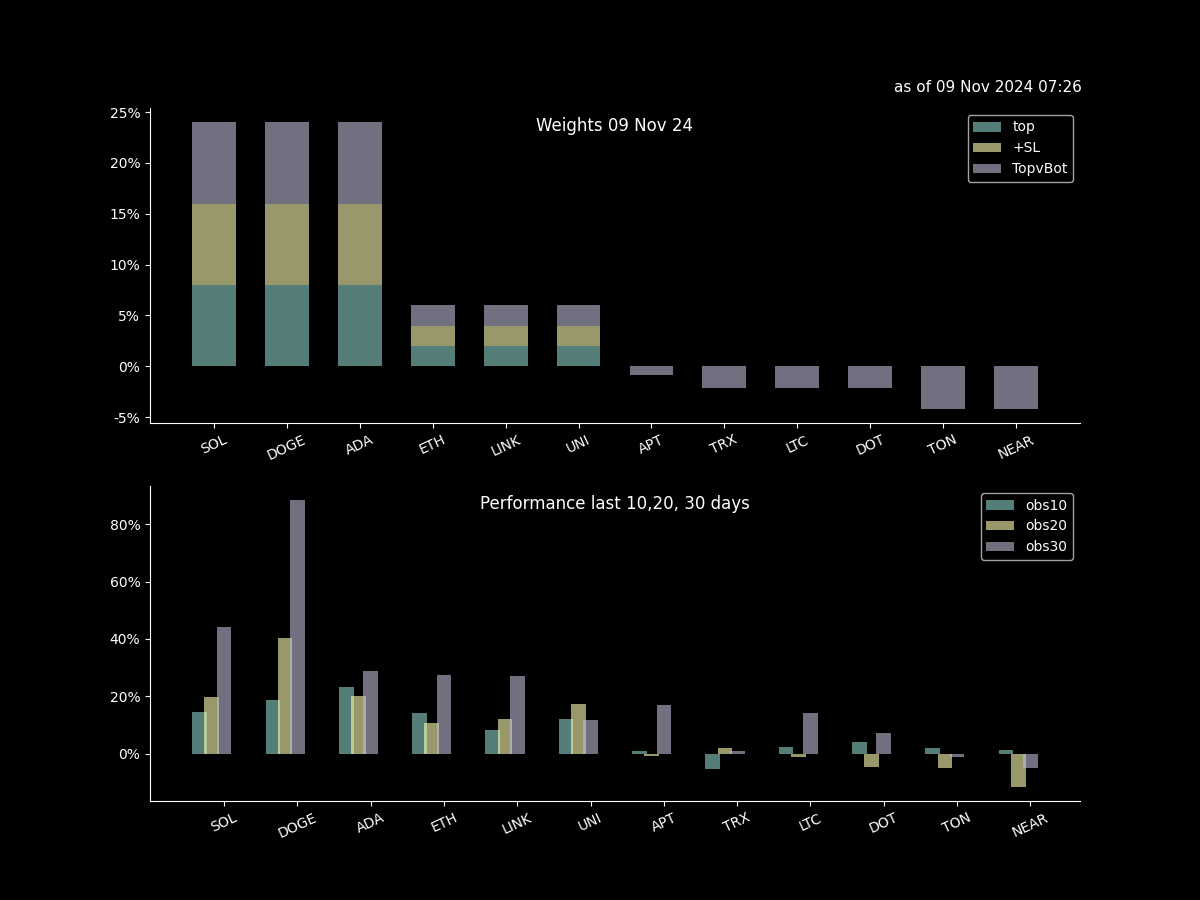 as of 09 Nov 2024 07:26
Weights 09 Nov 24
top
+SL
TopvBot
25%
20%
15%
10%
5%
0%
-5%
SOL DOGE ADA ETH LINK UNI APT TRX LTC DOT TON NEAR
Performance last 10,20, 30 days
obs10
obs20
obs30
80%
60%
40%
20%
0%
SOL DOGE ADA ETH LINK UNI APT TRX LTC DOT TON NEAR